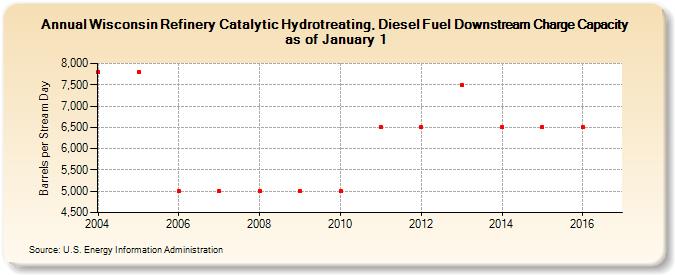 Annual Wisconsin Refinery Catalytic Hydrotreating, Diesel Fuel Downstream Charge Capacity
as of January 1
Barrels per Stream Day
8,000
7,500
7,000
6,500
6,000
5,500
5,000
4,500
2004 2006 2008 2010 2012 2014 2016
Source: U.S. Energy Information Administration